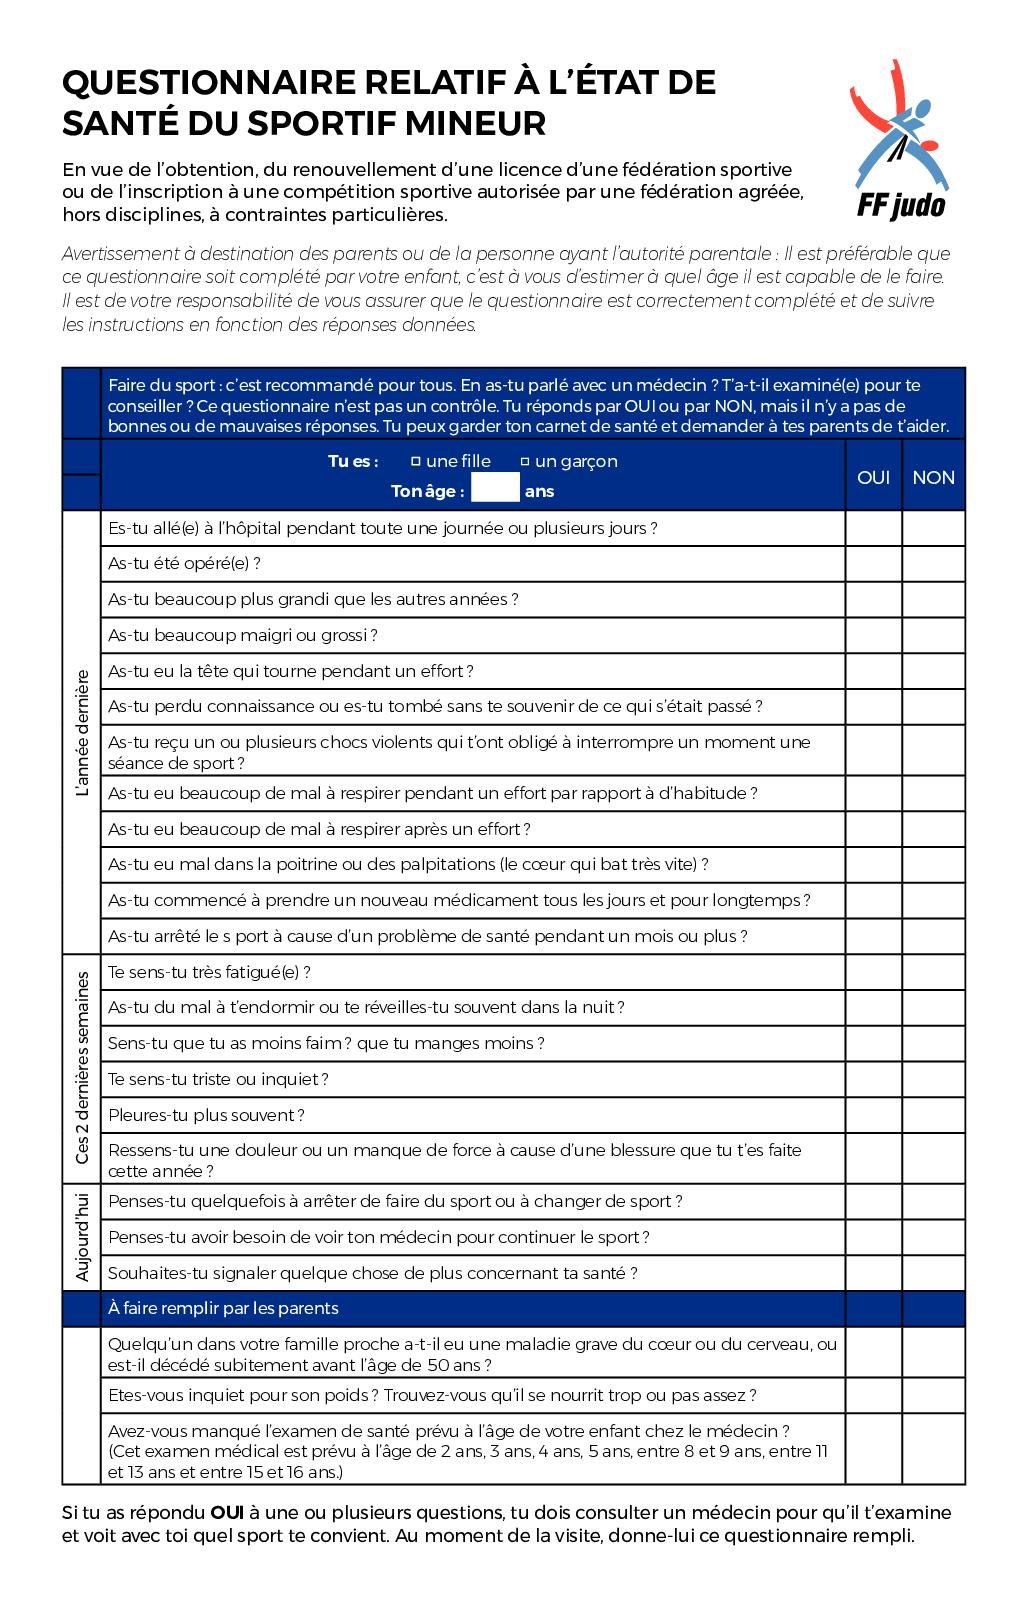 QUESTIONNAIRE RELATIF À L’ÉTAT DE
SANTÉ DU SPORTIF MINEUR
FF judo
En vue de l’obtention, du renouvellement d’une licence d’une fédération sportive
ou de l’inscription à une compétition sportive autorisée par une fédération agréée,
hors disciplines, à contraintes particulières.
Avertissement à destination des parents ou de la personne ayant l’autorité parentale : Il est préférable que
ce questionnaire soit complété par votre enfant, c’est à vous d’estimer à quel âge il est capable de le faire.
Il est de votre responsabilité de vous assurer que le questionnaire est correctement complété et de suivre
les instructions en fonction des réponses données.
Faire du sport : c’est recommandé pour tous. En as-tu parlé avec un médecin ? T’a-t-il examiné(e) pour te
conseiller ? Ce questionnaire n’est pas un contrôle. Tu réponds par OUI ou par NON, mais il n’y a pas de
bonnes ou de mauvaises réponses. Tu peux garder ton carnet de santé et demander à tes parents de t’aider.
Tu es : une fille un garçon
Ton âge : ans
OUI NON
L’année dernière
Es-tu allé(e) à l’hôpital pendant toute une journée ou plusieurs jours ?
As-tu été opéré(e) ?
As-tu beaucoup plus grandi que les autres années ?
As-tu beaucoup maigri ou grossi ?
As-tu eu la tête qui tourne pendant un effort ?
As-tu perdu connaissance ou es-tu tombé sans te souvenir de ce qui s’était passé ?
As-tu reçu un ou plusieurs chocs violents qui t’ont obligé à interrompre un moment une
séance de sport ?
As-tu eu beaucoup de mal à respirer pendant un effort par rapport à d’habitude ?
As-tu eu beaucoup de mal à respirer après un effort ?
As-tu eu mal dans la poitrine ou des palpitations (le cœur qui bat très vite) ?
As-tu commencé à prendre un nouveau médicament tous les jours et pour longtemps ?
As-tu arrêté le s port à cause d’un problème de santé pendant un mois ou plus ?
Ces 2 dernières semaines
Te sens-tu très fatigué(e) ?
As-tu du mal à t’endormir ou te réveilles-tu souvent dans la nuit ?
Sens-tu que tu as moins faim ? que tu manges moins ?
Te sens-tu triste ou inquiet ?
Pleures-tu plus souvent ?
Ressens-tu une douleur ou un manque de force à cause d’une blessure que tu t’es faite
cette année ?
Aujourd’hui
Penses-tu quelquefois à arrêter de faire du sport ou à changer de sport ?
Penses-tu avoir besoin de voir ton médecin pour continuer le sport ?
Souhaites-tu signaler quelque chose de plus concernant ta santé ?
À faire remplir par les parents
Quelqu’un dans votre famille proche a-t-il eu une maladie grave du cœur ou du cerveau, ou
est-il décédé subitement avant l’âge de 50 ans ?
Etes-vous inquiet pour son poids ? Trouvez-vous qu’il se nourrit trop ou pas assez ?
Avez-vous manqué l’examen de santé prévu à l’âge de votre enfant chez le médecin ?
(Cet examen médical est prévu à l’âge de 2 ans, 3 ans, 4 ans, 5 ans, entre 8 et 9 ans, entre 11
et 13 ans et entre 15 et 16 ans.)
Si tu as répondu OUI à une ou plusieurs questions, tu dois consulter un médecin pour qu’il t’examine
et voit avec toi quel sport te convient. Au moment de la visite, donne-lui ce questionnaire rempli.